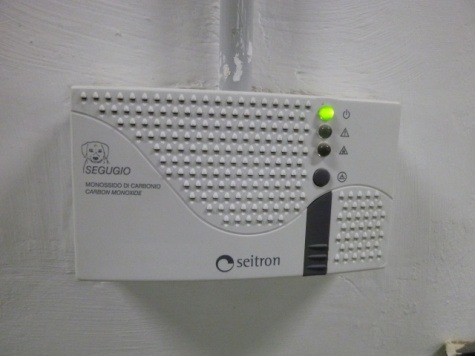 SEGUGIO
MONOSSIDO DI CARBONIO
CARBON MONOXIDE
seitron